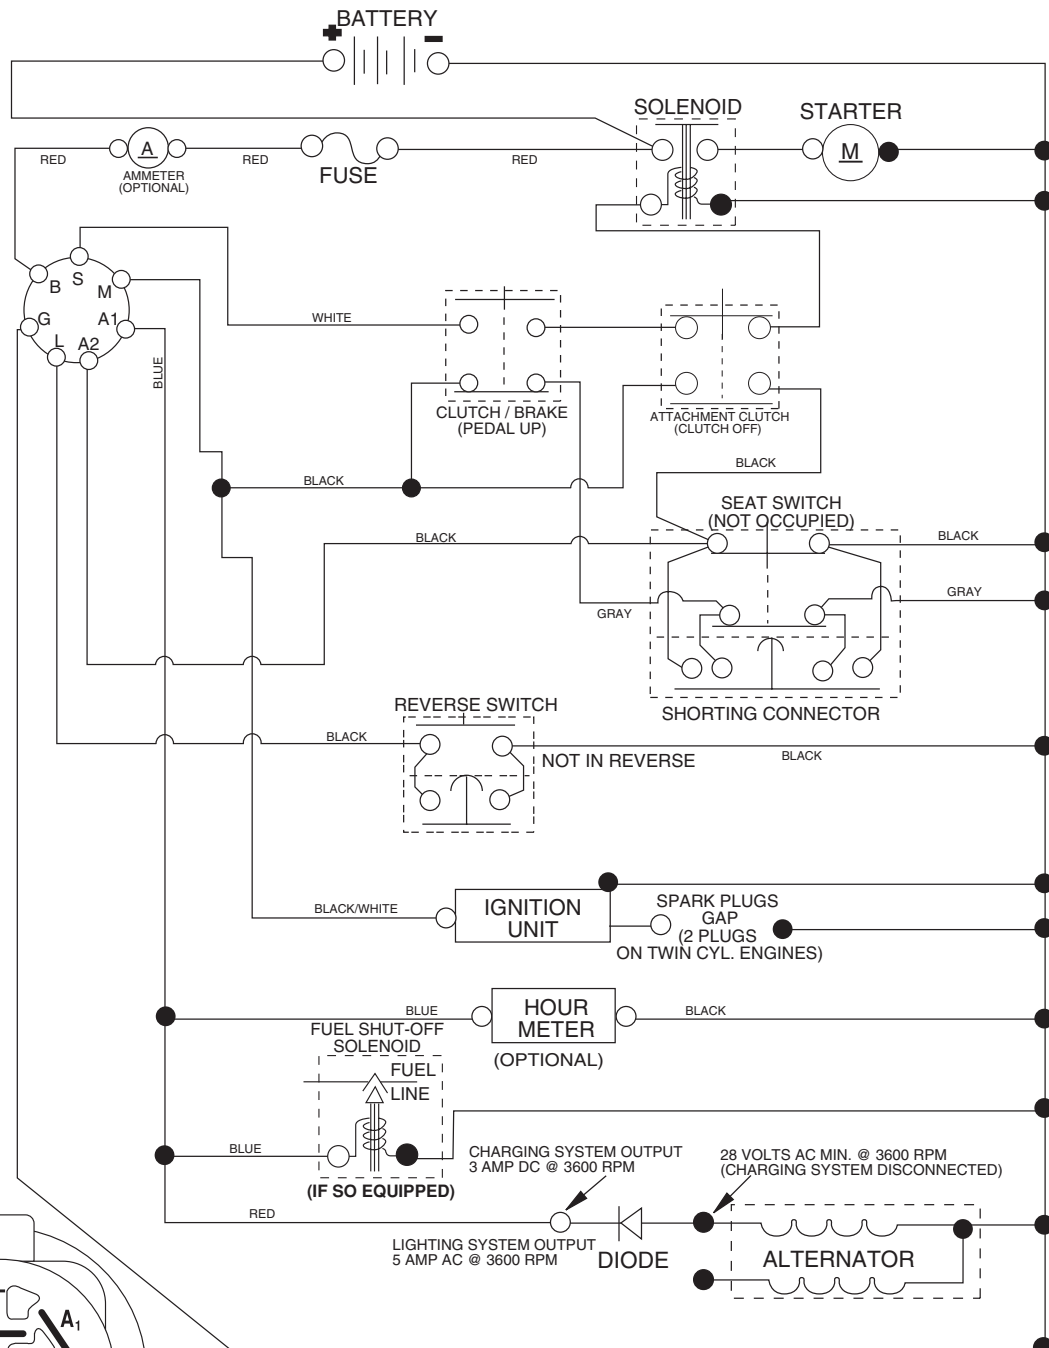 BATTERY
SOLENOID
STARTER
RED
A
RED
FUSE
RED
M
AMMETER
(OPTIONAL)
B
S
M
G
A1
L
A2
WHITE
BLUE
CLUTCH / BRAKE
(PEDAL UP)
ATTACHMENT CLUTCH
(CLUTCH OFF)
BLACK
BLACK
SEAT SWITCH
(NOT OCCUPIED)
BLACK
BLACK
GRAY
GRAY
SHORTING CONNECTOR
REVERSE SWITCH
BLACK
NOT IN REVERSE
BLACK
BLACK/WHITE
IGNITION
UNIT
SPARK PLUGS
GAP
(2 PLUGS
ON TWIN CYL. ENGINES)
BLUE
HOUR
METER
BLACK
(OPTIONAL)
FUEL SHUT-OFF
SOLENOID
FUEL
LINE
BLUE
(IF SO EQUIPPED)
CHARGING SYSTEM OUTPUT
3 AMP DC @ 3600 RPM
28 VOLTS AC MIN. @ 3600 RPM
(CHARGING SYSTEM DISCONNECTED)
RED
LIGHTING SYSTEM OUTPUT
5 AMP AC @ 3600 RPM
DIODE
ALTERNATOR
A1